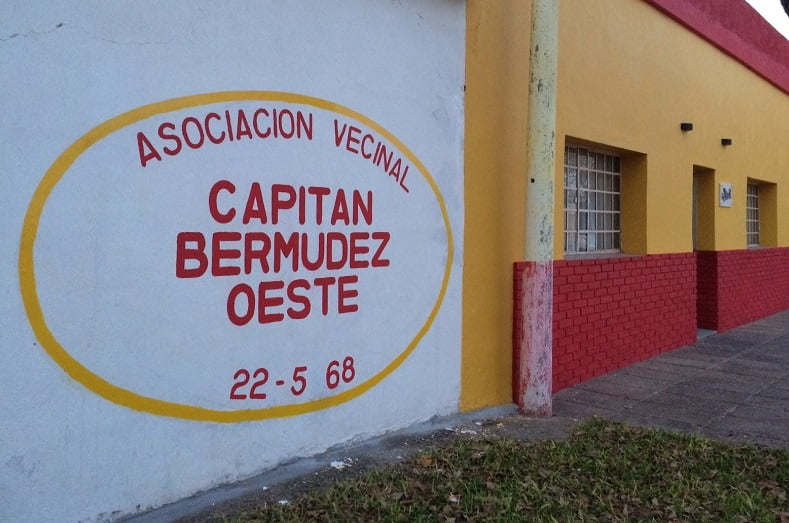 ASOCIACION VECINAL
CAPITAN
BERMUDEZ
OESTE
22-5 68